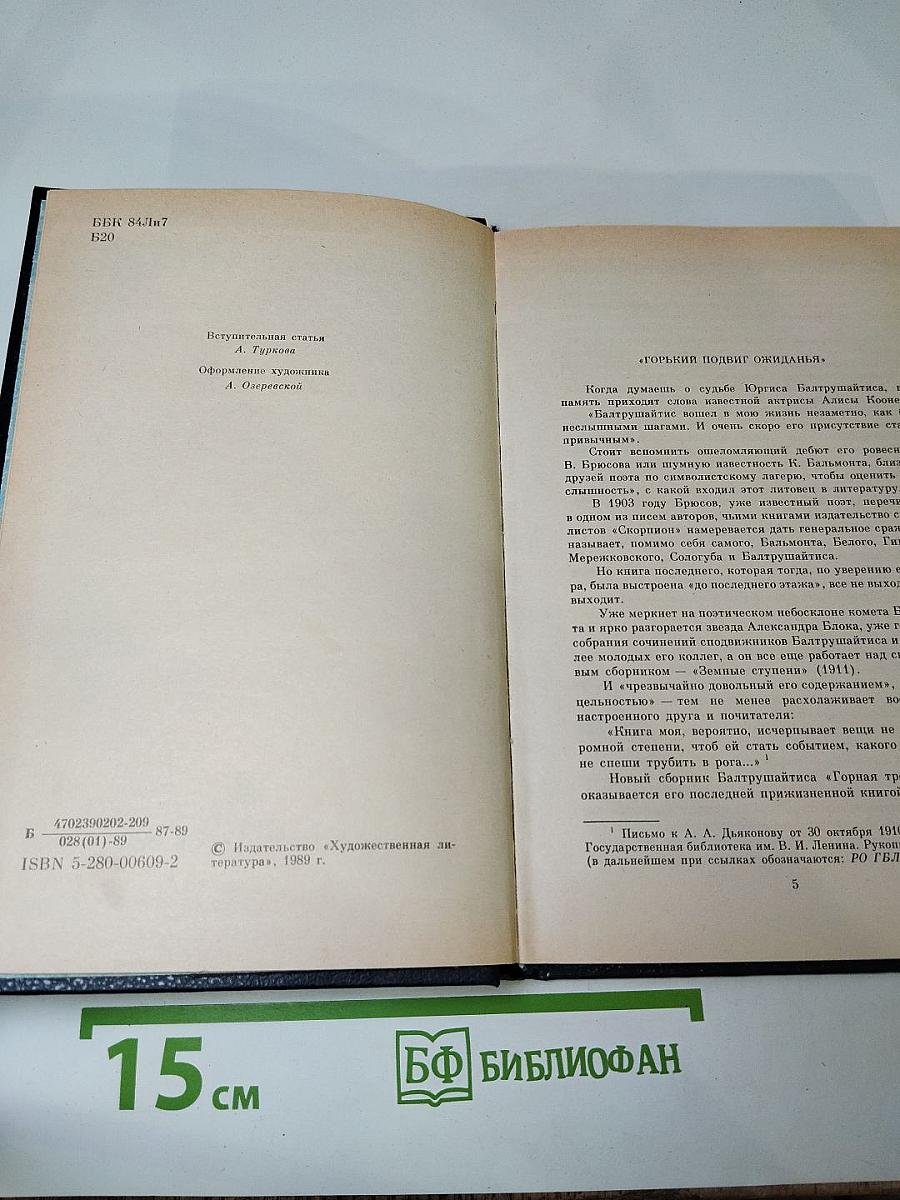 ББК 84Ли7
Б20
Вступительная статья
А. Туркова
Оформление художника
А. Озеревской
Б 4702390202-209
028(01)-89 87-89
ISBN 5-280-00609-2
© Издательство «Художественная ли-
тература», 1989 г.
«ГОРЬКИЙ ПОДВИГ ОЖИДАНЬЯ»
Когда думаешь о судьбе Юргиса Балтрушайтиса,
память приходят слова известной актрисы Алисы Кооне
«Балтрушайтис вошел в мою жизнь незаметно, как
неслышными шагами. И очень скоро его присутствие ста
привычным».
Стоит вспомнить ошеломляющий дебют его ровес
В. Брюсова или шумную известность К. Бальмонта, близ
друзей поэта по символистскому лагерю, чтобы оценить
слышность», с какой входил этот литовец в литературу
В 1903 году Брюсов, уже известный поэт, перечи
в одном из писем авторов, чьими книгами издательство с
листов «Скорпион» намеревается дать генеральное сраж
называет, помимо себя самого, Бальмонта, Белого, Гип
Мережковского, Сологуба и Балтрушайтиса.
Но книга последнего, которая тогда, по уверению е
ра, была выстроена «до последнего этажа», все не выход
выходит.
Уже меркнет на поэтическом небосклоне комета Б
та и ярко разгорается звезда Александра Блока, уже г
собрания сочинений сподвижников Балтрушайтиса и
лее молодых его коллег, а он все еще работает над с
вым сборником — «Земные ступени» (1911).
И «чрезвычайно довольный его содержанием»,
цельностью» — тем не менее расхолаживает во
настроенного друга и почитателя:
«Книга моя, вероятно, исчерпывает вещи не
ромной степени, чтоб ей стать событием, какого
не спеши трубить в рога...» 1
Новый сборник Балтрушайтиса «Горная тр
оказывается его последней прижизненной книгой
1 Письмо к А. А. Дьяконову от 30 октября 1910
Государственная библиотека им. В. И. Ленина. Рукоп
(в дальнейшем при ссылках обозначаются: РО ГБЛ
5
15 см
БФ БИБЛИОФАН